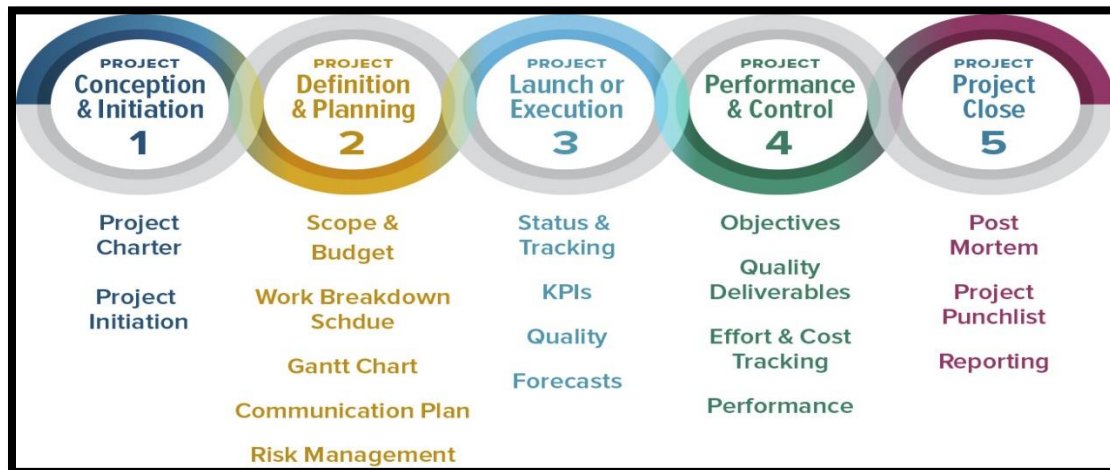 PROJECT
Conception
& Initiation
1
PROJECT
Definition
& Planning
2
PROJECT
Launch or
Execution
3
PROJECT
Performance
& Control
4
PROJECT
Project
Close
5
Project
Charter
Project
Initiation
Scope &
Budget
Work Breakdown
Schdue
Gantt Chart
Communication Plan
Risk Management
Status &
Tracking
KPIs
Quality
Forecasts
Objectives
Quality
Deliverables
Effort & Cost
Tracking
Performance
Post
Mortem
Project
Punchlist
Reporting